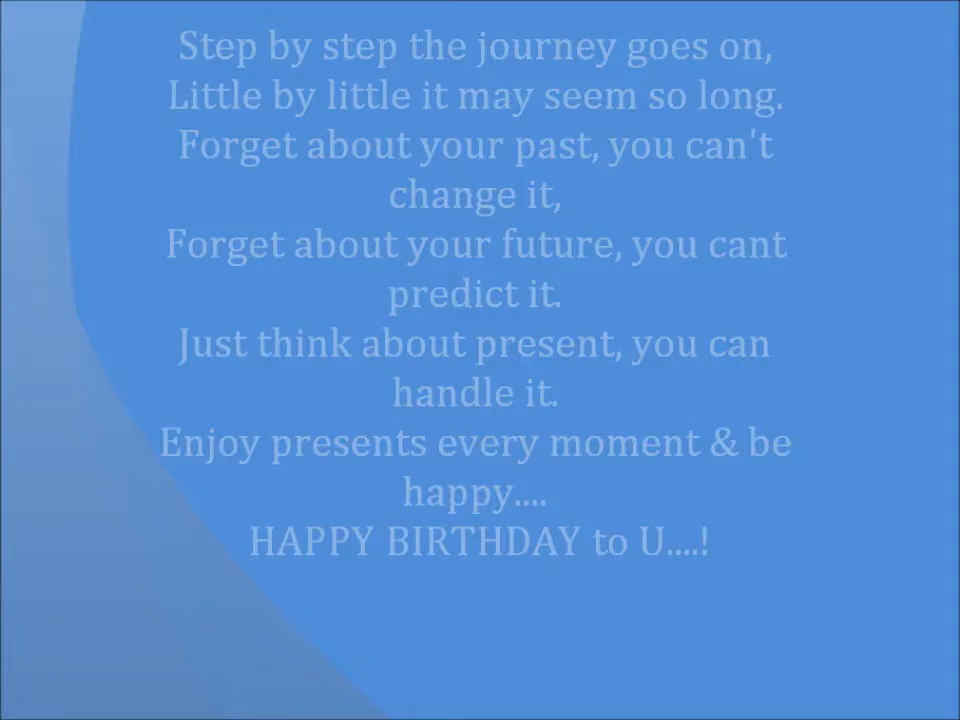 Step by step the journey goes on,
Little by little it may seem so long.
Forget about your past, you can't
change it,
Forget about your future, you cant
predict it.
Just think about present, you can
handle it.
Enjoy presents every moment & be
happy....
HAPPY BIRTHDAY to U....!